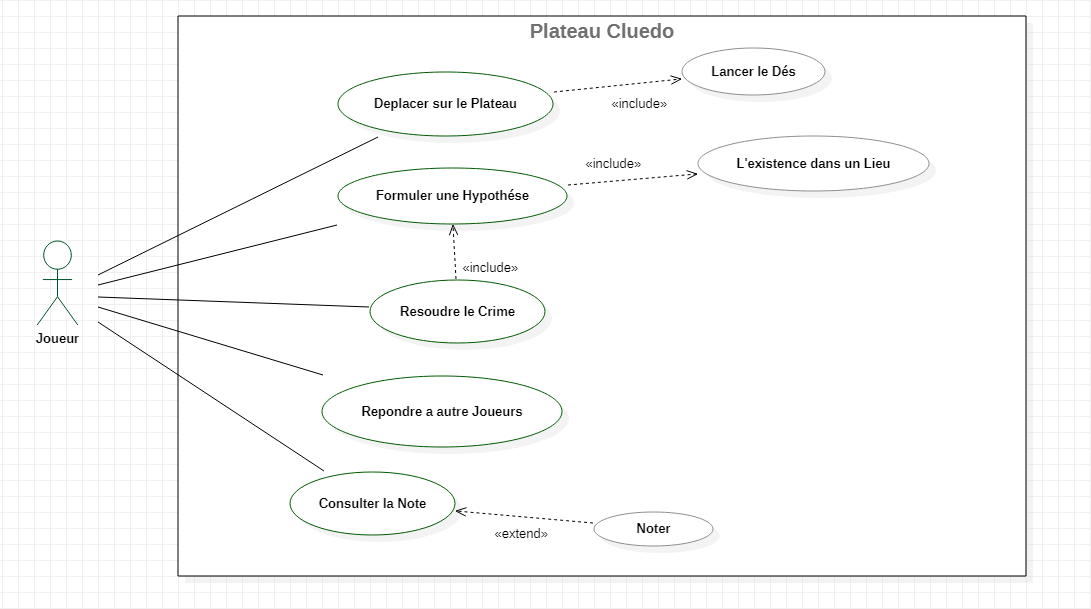 Plateau Cluedo
Lancer le Dés
Deplacer sur le Plateau
«include»
L'existence dans un Lieu
«include»
Formuler une Hypothése
«include»
Resoudre le Crime
Joueur
Repondre a autre Joueurs
Consulter la Note
Noter
«extend»